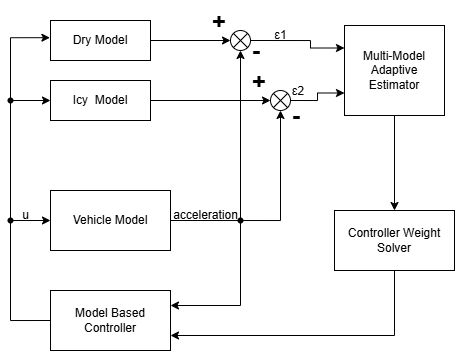 +
Dry Model
ε1
-
Multi-Model
Adaptive
Estimator
+
Icy Model
ε2
-
u
Vehicle Model
acceleration
Controller Weight
Solver
Model Based
Controller